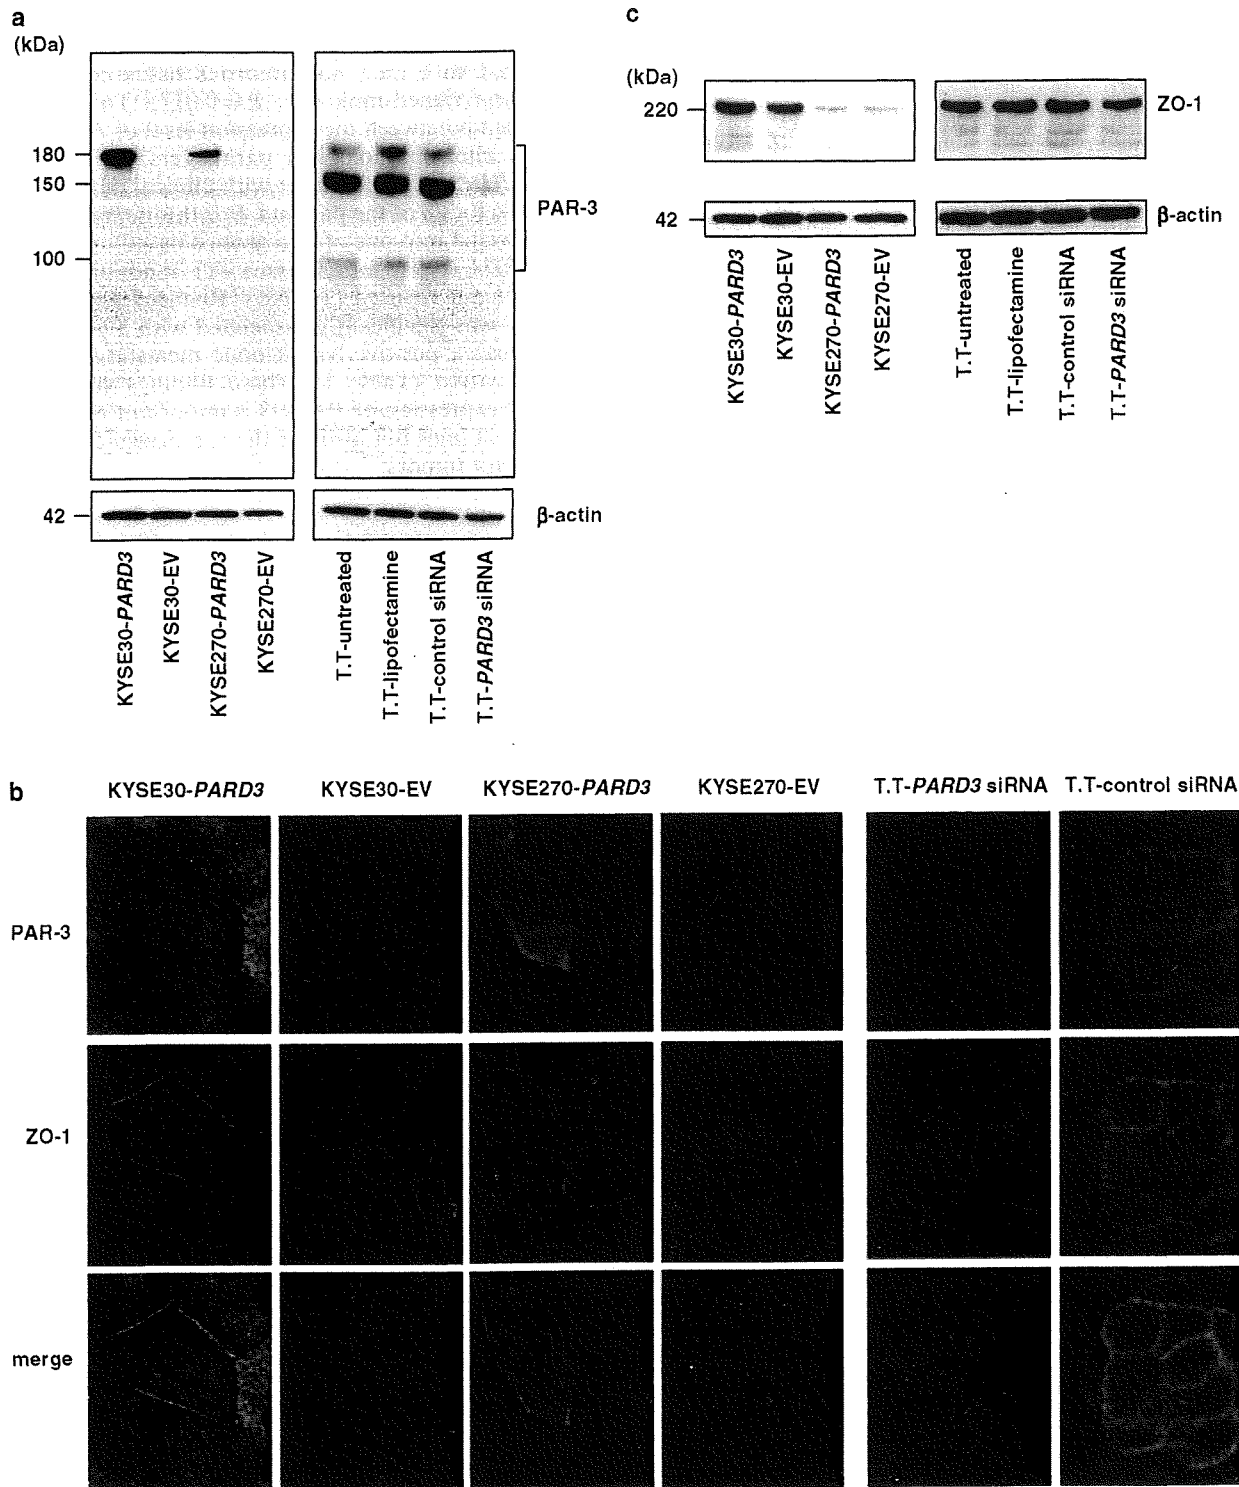 a
(kDa)
180
150
100
PAR-3
42
β-actin
KYSE30-PARD3
KYSE30-EV
KYSE270-PARD3
KYSE270-EV
T.T-untreated
T.T-lipofectamine
T.T-control siRNA
T.T-PARD3 siRNA
c
(kDa)
220
ZO-1
42
β-actin
KYSE30-PARD3
KYSE30-EV
KYSE270-PARD3
KYSE270-EV
T.T-untreated
T.T-lipofectamine
T.T-control siRNA
T.T-PARD3 siRNA
b
KYSE30-PARD3
KYSE30-EV
KYSE270-PARD3
KYSE270-EV
T.T-PARD3 siRNA
T.T-control siRNA
PAR-3
ZO-1
merge